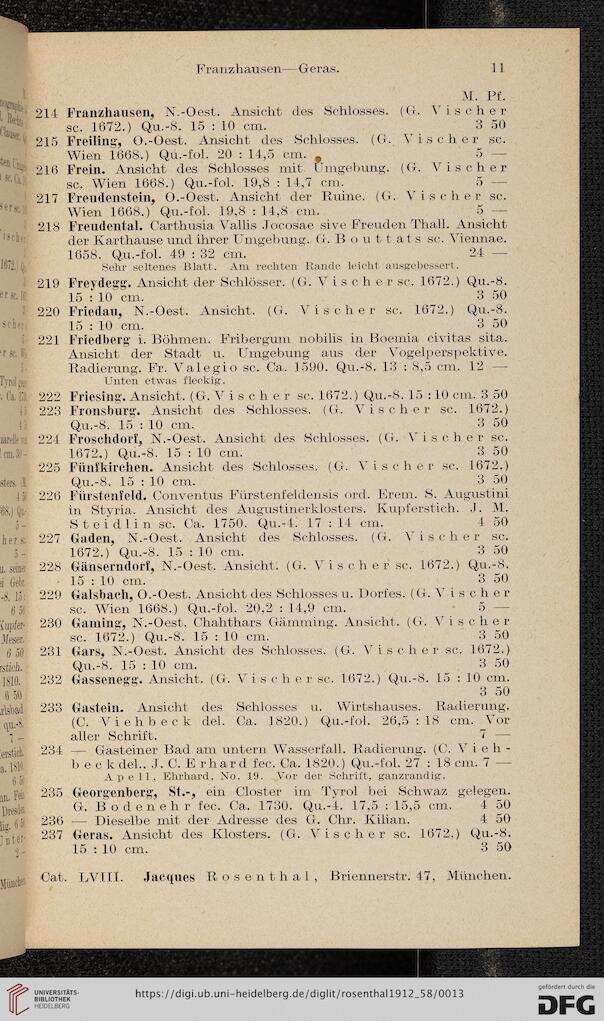 Franzhausen—Geras. 11
M. Pf.
214 Franzhausen, N.-Oest. Ansicht des Schlosses. (G. Vischer
sc. 1672.) Qu.-8. 15 : 10 cm. 3 50
215 Freiling, O.-Oest. Ansicht des Schlosses. (G. Vischer sc.
Wien 1668.) Qu.-fol. 20 : 14,5 cm. 5 —
216 Frein. Ansicht des Schlosses mit Umgebung. (G. Vischer
sc. Wien 1668.) Qu.-fol. 19,8 : 14,7 cm. 5 —
217 Freudenstein, O.-Oest. Ansicht der Ruine. (G. Vischer sc.
Wien 1668.) Qu.-fol. 19,8 : 14,8 cm. 5 —
218 Freudental. Carthusia Vallis Jocosae sive Freuden Thall. Ansicht
der Karthause und ihrer Umgebung. G. Bouttats sc. Viennae.
1658. Qu.-fol. 49 : 32 cm. 24 —
Sehr seltenes Blatt. Am rechten Rande leicht ausgebessert.
219 Freydegg. Ansicht der Schlösser. (G. Vischer sc. 1672.) Qu.-8.
15 : 10 cm. 3 50
220 Friedau, N.-Oest. Ansicht. (G. Vischer sc. 1672.) Qu.-8.
15 : 10 cm. 3 50
221 Friedberg i. Böhmen. Fribergum nobilis in Boemia civitas sita.
Ansicht der Stadt u. Umgebung aus der Vogelperspektive.
Radierung. Fr. Valegio sc. Ca. 1590. Qu.-8. 13 : 8,5 cm. 12 —
Unten etwas fleckig.
222 Friesing. Ansicht. (G. Vischer sc. 1672.) Qu.-8. 15 : 10 cm. 3 50
223 Fronsburg. Ansicht des Schlosses. (G. Vischer sc. 1672.)
Qu.-8. 15 : 10 cm. 3 50
224 Froschdorf, N.-Oest. Ansicht des Schlosses. (G. Vischer sc.
1672.) Qu.-8. 15 : 10 cm. 3 50
225 Fünfkirchen. Ansicht des Schlosses. (G. Vischer sc. 1672.)
Qu.-8. 15 : 10 cm. 3 50
226 Fürstenfeld. Conventus Fürstenfeldensis ord. Erem. S. Augustini
in Styria. Ansicht des Augustinerklosters. Kupferstich. J. M.
Steidlin sc. Ca. 1750. Qu.-4. 17 : 14 cm. 4 50
227 Gaden, N.-Oest. Ansicht des Schlosses. (G. Vischer sc.
1672.) Qu.-8. 15 : 10 cm. 3 50
228 Gänserndorf, N.-Oest. Ansicht. (G. Vischer sc. 1672.) Qu.-8.
15 : 10 cm. 3 50
229 Galsbach, O.-Oest. Ansicht des Schlosses u. Dorfes. (G. Vischer
sc. Wien 1668.) Qu.-fol. 20,2 : 14,9 cm. 5 —
230 Gaming, N.-Oest. Chahthars Gämming. Ansicht. (G. Vischer
sc. 1672.) Qu.-8. 15 : 10 cm. 3 50
231 Gars, N.-Oest. Ansicht des Schlosses. (G. Vischer sc. 1672.)
Qu.-8. 15 : 10 cm. 3 50
232 Gassenegg. Ansicht. (G. Vischer sc. 1672.) Qu.-8. 15 : 10 cm.
3 50
233 Gastein. Ansicht des Schlosses u. Wirtshauses. Radierung.
(C. Viehbeck del. Ca. 1820.) Qu.-fol. 26,5 : 18 cm. Vor
aller Schrift. 7 —
234 — Gasteiner Bad am untern Wasserfall. Radierung. (C. Vieh-
beck del.. J. C. Erhard fec. Ca. 1820.) Qu.-fol. 27 : 18 cm. 7 —
Apell, Ehrhard, No. 19. Vor der Schrift, ganzrandig.
235 Georgenberg, St.-, ein Closter im Tyrol bei Schwaz gelegen.
G. Bodenehr fec. Ca. 1730. Qu.-4. 17,5 : 15,5 cm. 4 50
236 — Dieselbe mit der Adresse des G. Chr. Kilian. 4 50
237 Geras. Ansicht des Klosters. (G. Vischer sc. 1672.) Qu.-8.
15 : 10 cm. 3 50
Cat. LVIII. Jacques Rosenthal, Briennerstr. 47, München.
UNIVERSITÄTS-
BIBLIOTHEK
HEIDELBERG
https://digi.ub.uni-heidelberg.de/diglit/rosenthal1912_58/0013
gefördert durch die
DFG